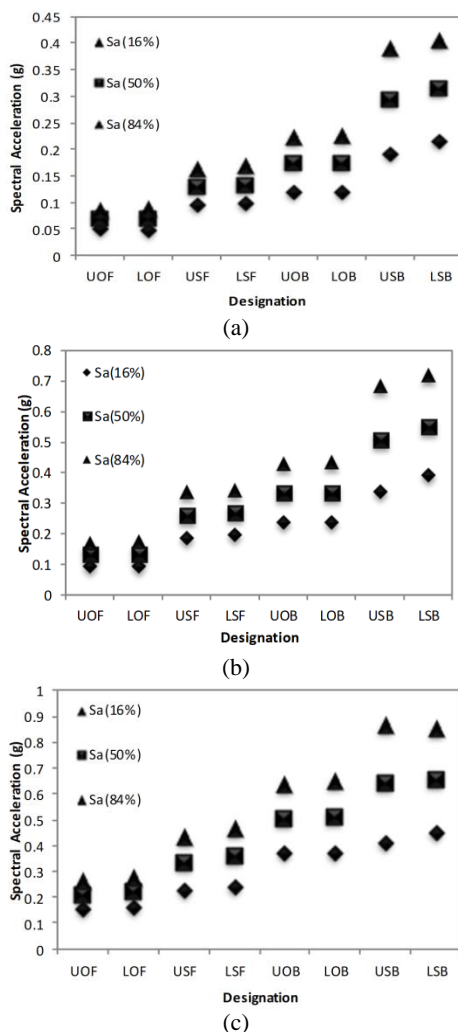 0.45
0.4
0.35
0.3
0.25
0.2
0.15
0.1
0.05
0
Spectral Acceleration (g)
Sa(16%)
Sa(50%)
Sa(84%)
UOF LOF USF LSF UOB LOB USB LSB
Designation
(a)
0.8
0.7
0.6
0.5
0.4
0.3
0.2
0.1
0
Spectral Acceleration (g)
Sa(16%)
Sa(50%)
Sa(84%)
UOF LOF USF LSF UOB LOB USB LSB
Designation
(b)
1
0.9
0.8
0.7
0.6
0.5
0.4
0.3
0.2
0.1
0
Spectral Acceleration (g)
Sa(16%)
Sa(50%)
Sa(84%)
UOF LOF USF LSF UOB LOB USB LSB
Designation
(c)